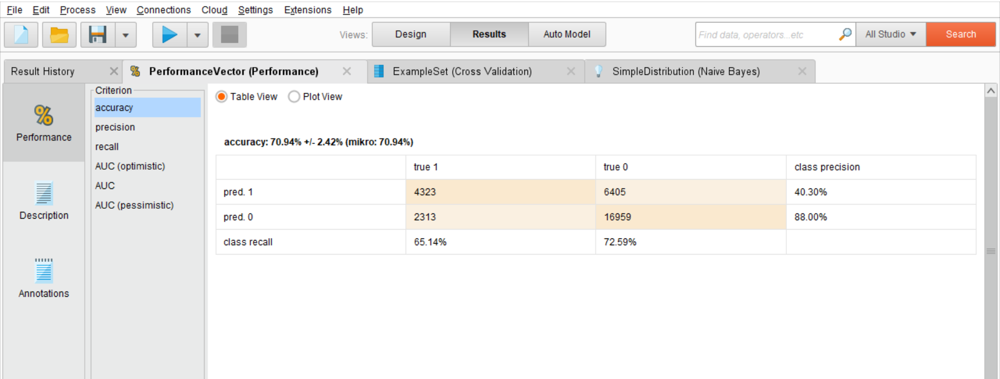 File Edit Process View Connections Cloud Settings Extensions Help
Views: Design Results Auto Model Find data, operators...etc All Studio Search
Result History PerformanceVector (Performance) ExampleSet (Cross Validation) SimpleDistribution (Naive Bayes)
Performance
Description
Annotations
Criterion
accuracy
precision
recall
AUC (optimistic)
AUC
AUC (pessimistic)
Table View Plot View
accuracy: 70.94% +/- 2.42% (mikro: 70.94%)
true 1 true 0 class precision
pred. 1 4323 6405 40.30%
pred. 0 2313 16959 88.00%
class recall 65.14% 72.59%